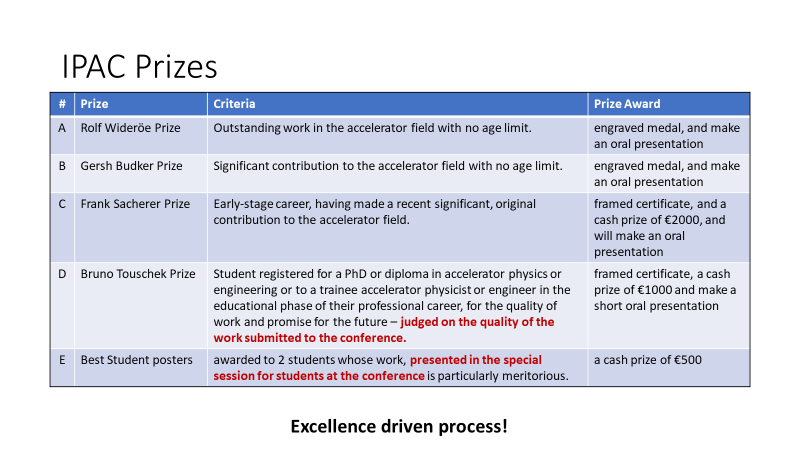 IPAC Prizes
# Prize Criteria Prize Award
A Rolf Wideröe Prize Outstanding work in the accelerator field with no age limit. engraved medal, and make
an oral presentation
B Gersh Budker Prize Significant contribution to the accelerator field with no age limit. engraved medal, and make
an oral presentation
C Frank Sacherer Prize Early-stage career, having made a recent significant, original
contribution to the accelerator field.
framed certificate, and a
cash prize of €2000, and
will make an oral
presentation
D Bruno Touschek Prize Student registered for a PhD or diploma in accelerator physics or
engineering or to a trainee accelerator physicist or engineer in the
educational phase of their professional career, for the quality of
work and promise for the future – judged on the quality of the
work submitted to the conference.
framed certificate, a cash
prize of €1000 and make a
short oral presentation
E Best Student posters awarded to 2 students whose work, presented in the special
session for students at the conference is particularly meritorious.
a cash prize of €500
Excellence driven process!